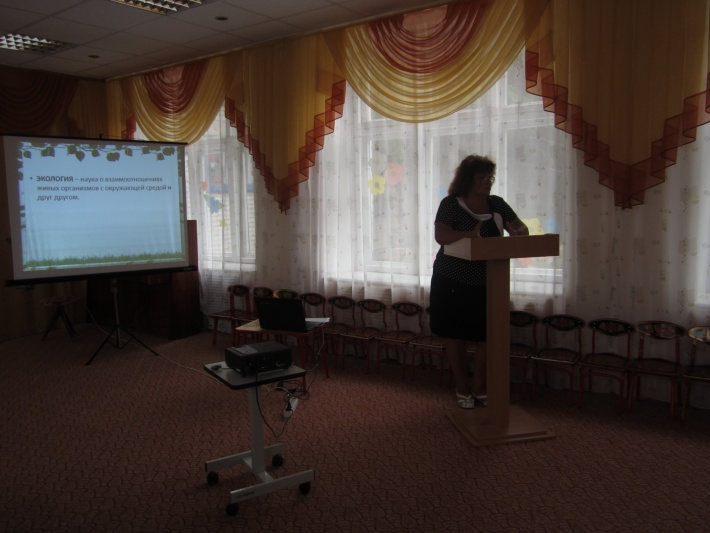 • ЭКОЛОГИЯ – наука о взаимоотношениях
живых организмов с окружающей средой и
друг другом.